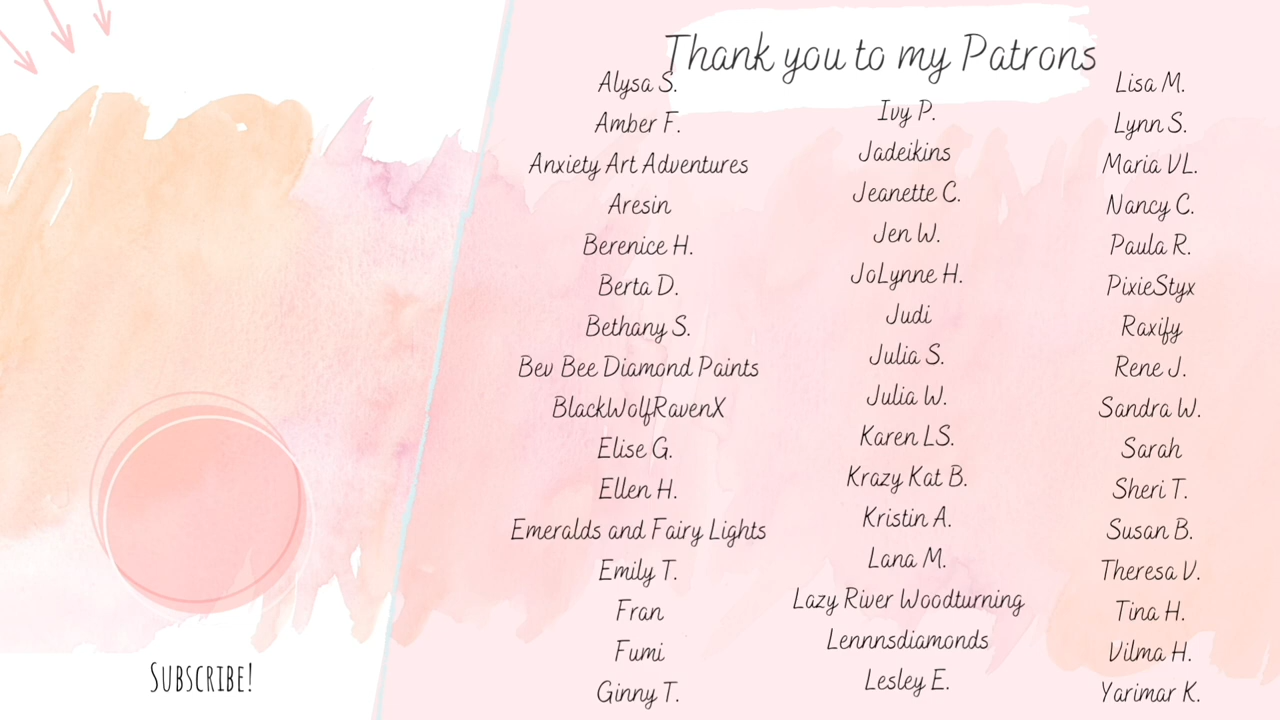 Thank you to my Patrons
Alysa S.
Amber F.
Anxiety Art Adventures
Aresin
Berenice H.
Berta D.
Bethany S.
Bev Bee Diamond Paints
BlackWolfRavenX
Elise G.
Ellen H.
Emeralds and Fairy Lights
Emily T.
Fran
Fumi
Ginny T.
Ivy P.
Jadeikins
Jeanette C.
Jen W.
JoLynne H.
Judi
Julia S.
Julia W.
Karen LS.
Krazy Kat B.
Kristin A.
Lana M.
Lazy River Woodturning
Lennnsdiamonds
Lesley E.
Lisa M.
Lynn S.
Maria VL.
Nancy C.
Paula R.
PixieStyx
Raxify
Rene J.
Sandra W.
Sarah
Sheri T.
Susan B.
Theresa V.
Tina H.
Vilma H.
Yarimar K.
SUBSCRIBE!